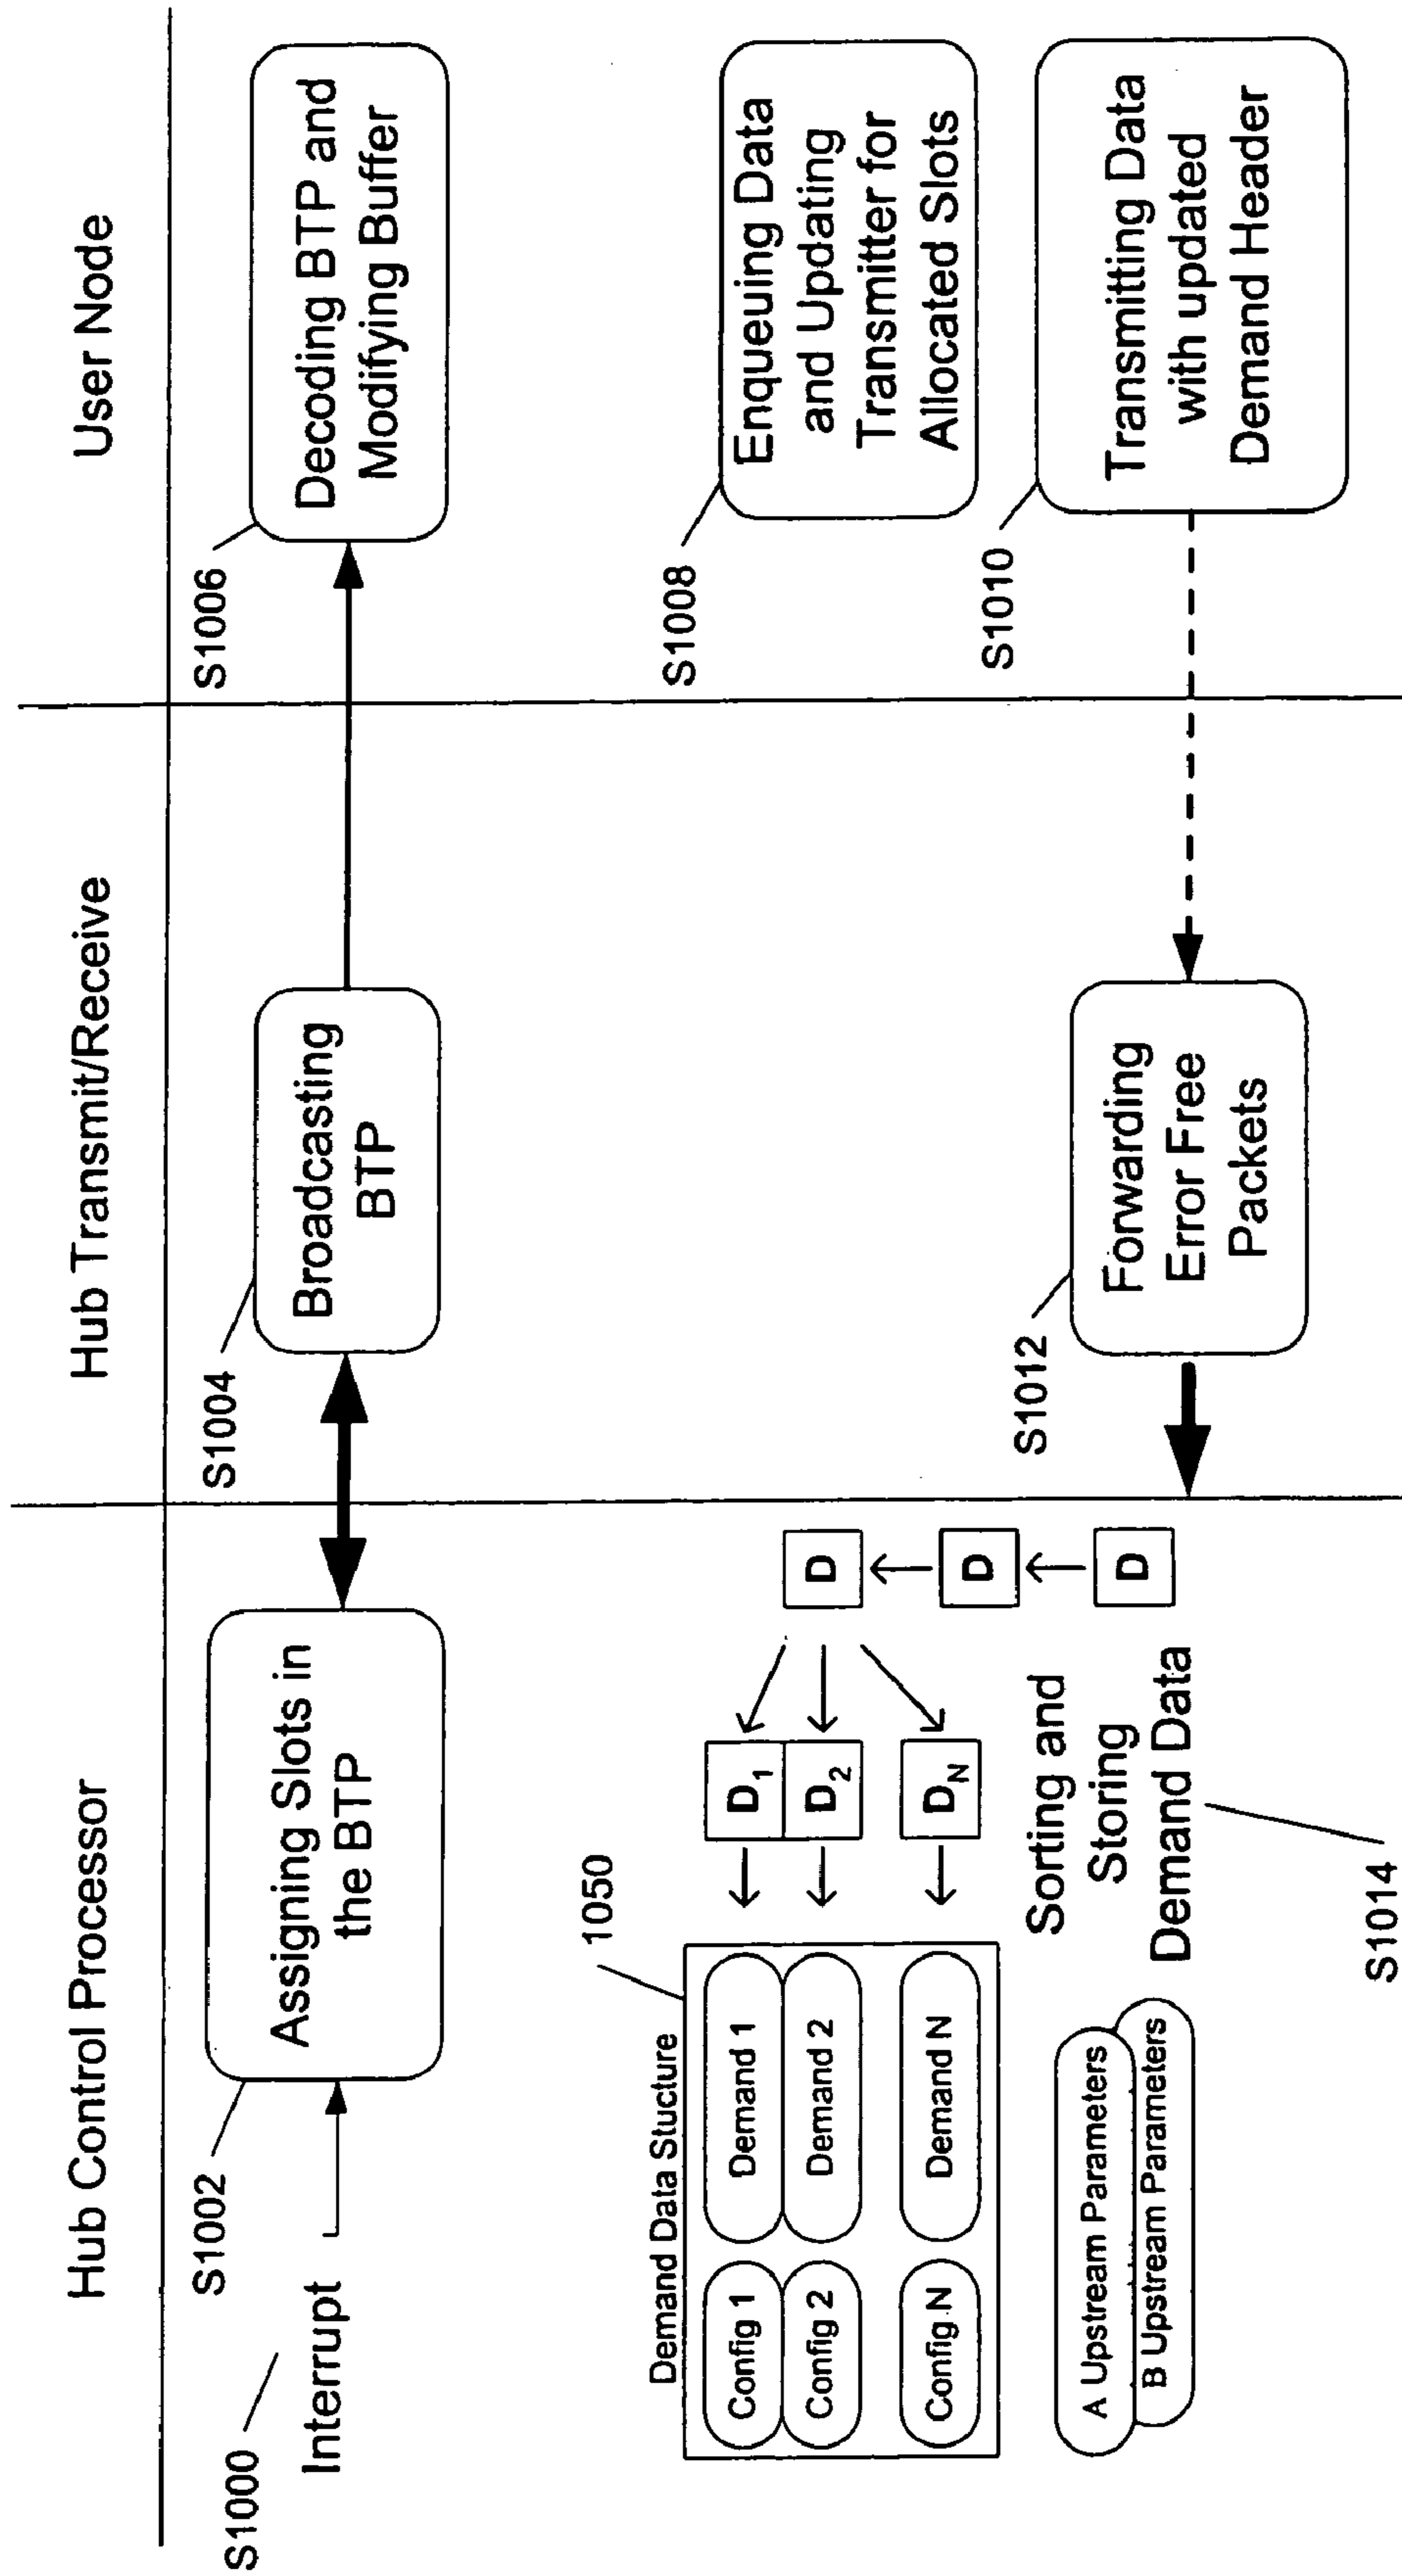 Hub Control Processor
Hub Transmit/Receive
User Node
S1000
Interrupt
S1002
Assigning Slots in
the BTP
S1004
Broadcasting
BTP
S1006
Decoding BTP and
Modifying Buffer
Demand Data Stucture
1050
Config 1
Demand 1
D1
Config 2
Demand 2
D2
Config N
Demand N
DN
D
D
D
S1008
Enqueuing Data
and Updating
Transmitter for
Allocated Slots
A Upstream Parameters
B Upstream Parameters
Sorting and
Storing
Demand Data
S1014
S1012
Forwarding
Error Free
Packets
S1010
Transmitting Data
with updated
Demand Header